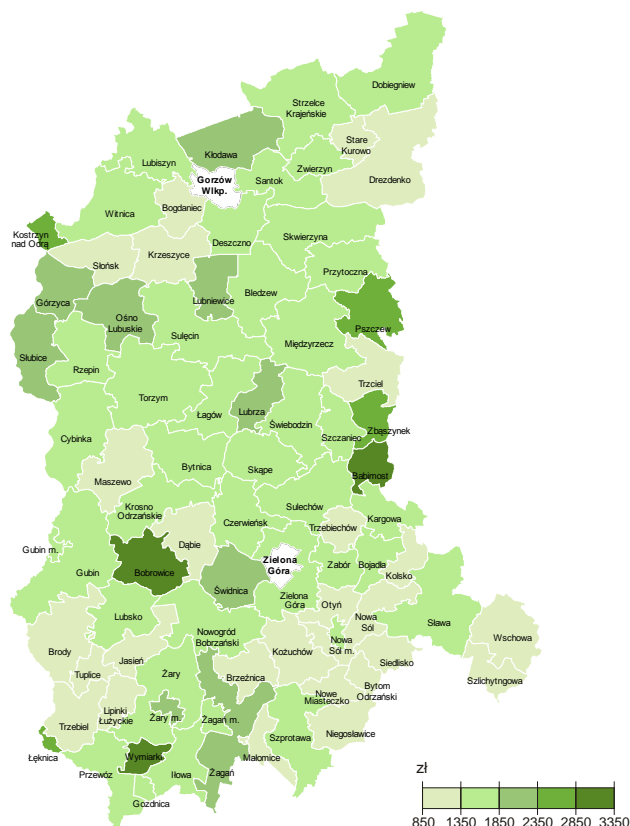 Dobiegniew
Strzelce
Krajeńskie
Stare
Kurowo
Kłodawa
Lubiszyn
Zwierzyn
Gorzów
Wlkp.
Santok
Drezdenko
Bogdaniec
Witnica
Kostrzyn
nad Odrą
Deszczno
Skwierzyna
Krzeszyce
Słońsk
Przytoczna
Górzyca
Lubniewice
Bledzew
Ośno
Lubuskie
Pszczew
Sulęcin
Międzyrzecz
Słubice
Rzepin
Trzciel
Torzym
Łagów
Lubrza
Świebodzin
Zbąszynek
Szczaniec
Cybinka
Bytnica
Skąpe
Babimost
Maszewo
Krosno
Odrzańskie
Sulechów
Czerwieńsk
Trzebiechów
Kargowa
Dąbie
Gubin m.
Zielona
Góra
Zabór
Bojadła
Gubin
Bobrowice
Kolsko
Świdnica
Zielona
Góra
Otyń
Lubsko
Nowa
Sól
Sława
Nowogród
Bobrzański
Nowa
Sól m.
Wschowa
Brody
Kożuchów
Jasień
Siedlisko
Tuplice
Żary
Brzeźnica
Szlichtyngowa
Bytom
Odrzański
Nowe
Miasteczko
Lipinki
Łużyckie
Żary m.
Żagań m.
Trzebiel
Niegosławice
Szprotawa
Łęknica
Wymiarki
Małomice
Przewóz
Iłowa
Żagań
Gozdnica
zł
850 1350 1850 2350 2850 3350